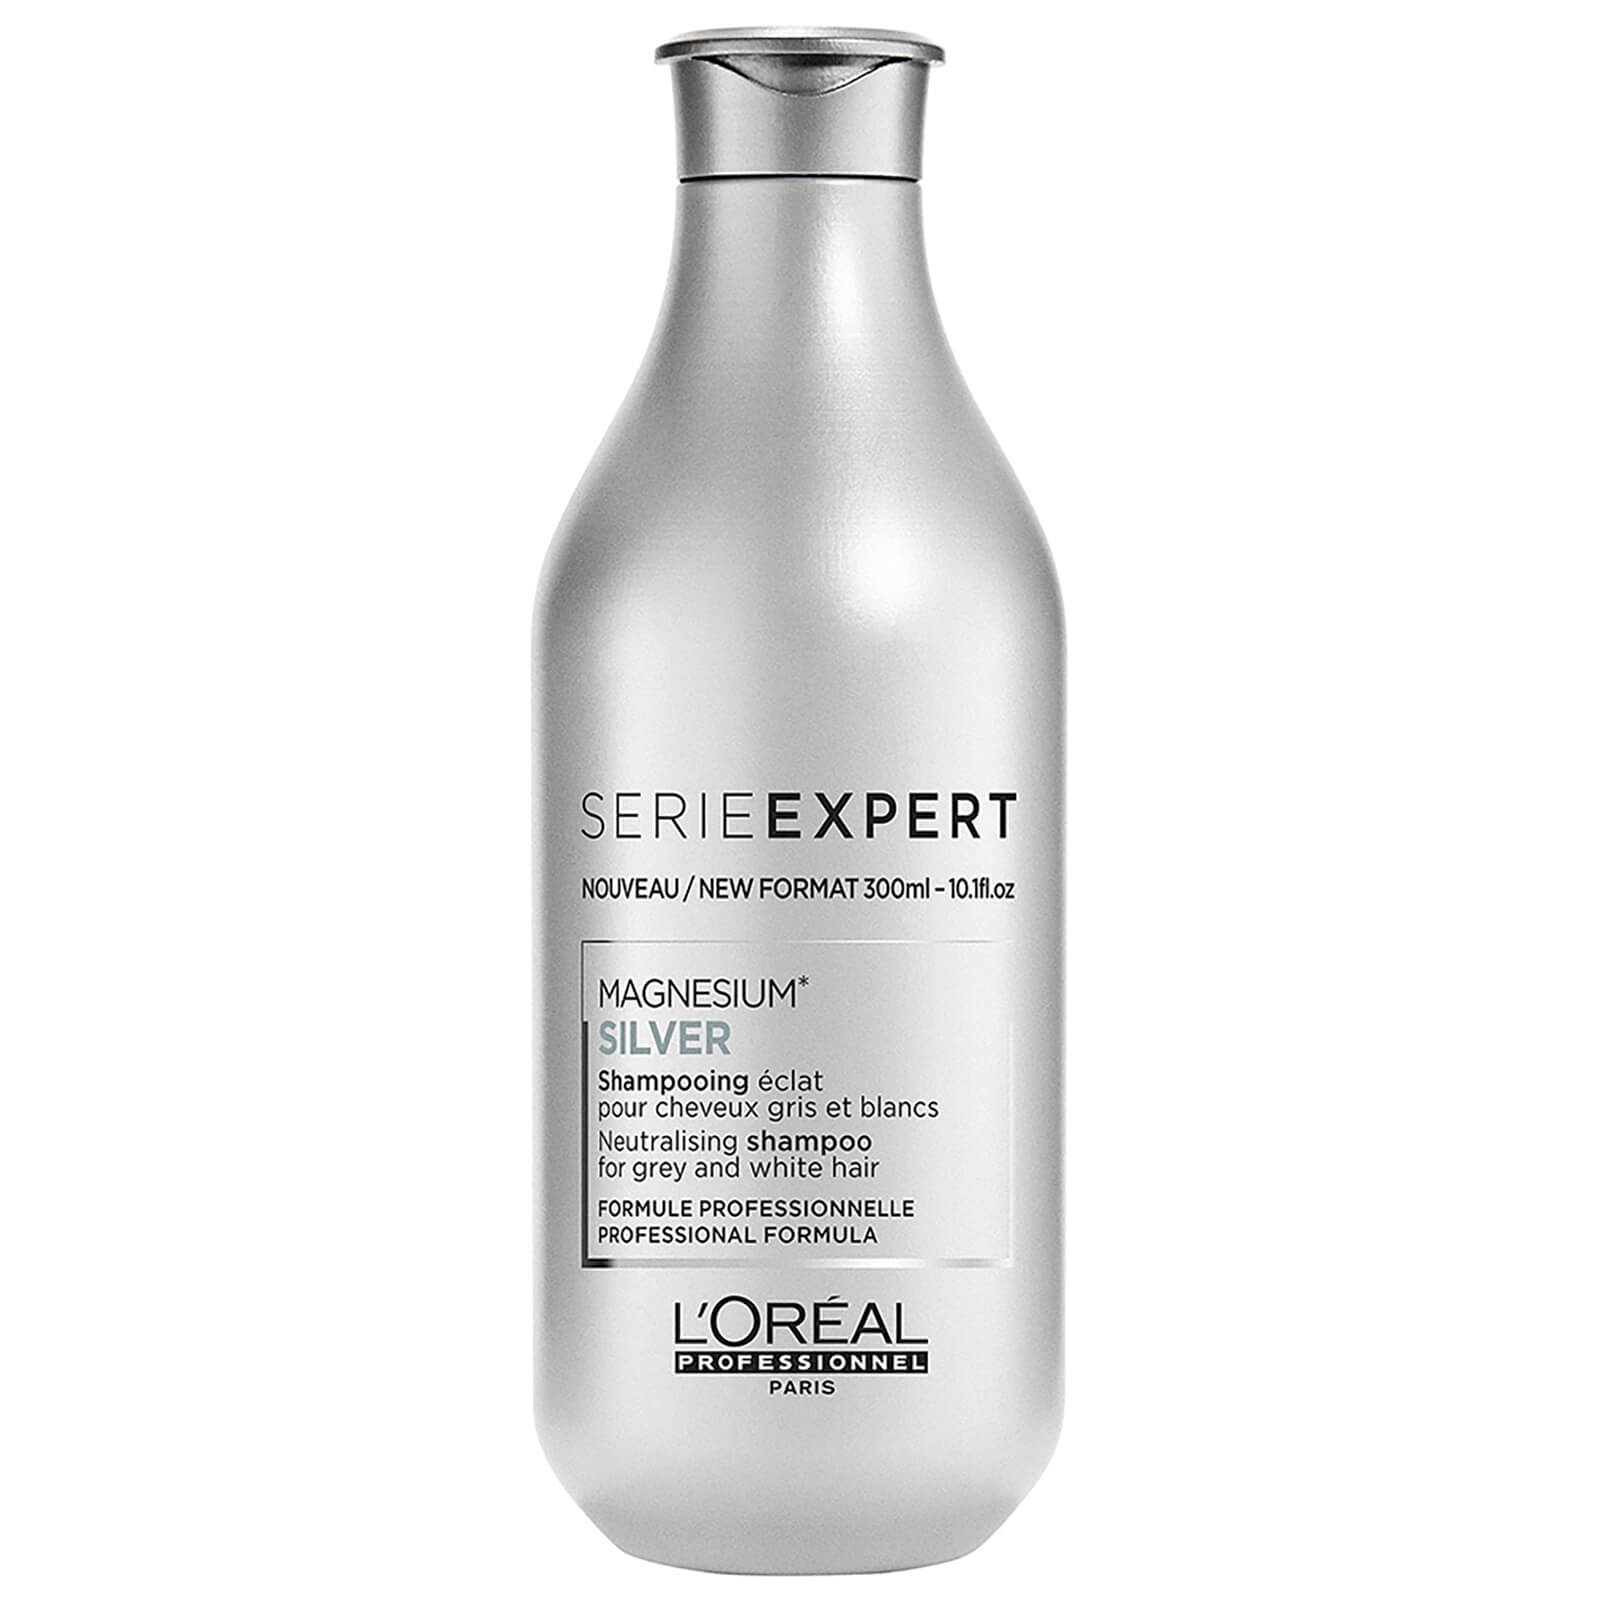 SERIEEXPERT
NOUVEAU / NEW FORMAT 300ml – 10.1fl.oz
MAGNESIUM*
SILVER
Shampooing éclat
pour cheveux gris et blancs
Neutralising shampoo
for grey and white hair
FORMULE PROFESSIONNELLE
PROFESSIONAL FORMULA
L'ORÉAL
PROFESSIONNEL
PARIS